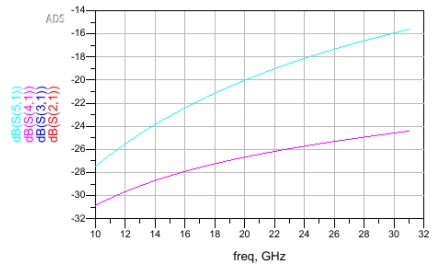 ADS
-14
-16
-18
-20
-22
-24
-26
-28
-30
-32
10 12 14 16 18 20 22 24 26 28 30 32
freq, GHz
dB(S(5,1))
dB(S(4,1))
dB(S(3,1))
dB(S(2,1))